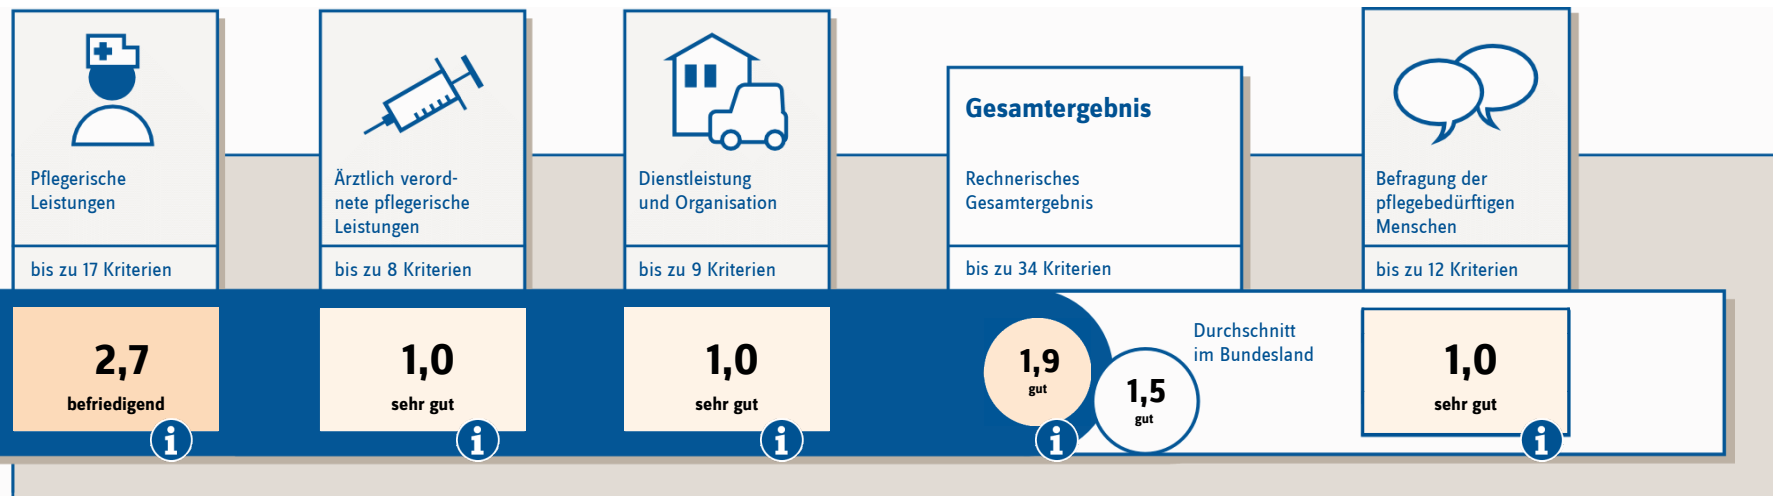 Pflegerische
Leistungen
bis zu 17 Kriterien
2,7
befriedigend
i
Ärztlich verord-
nete pflegerische
Leistungen
bis zu 8 Kriterien
1,0
sehr gut
i
Dienstleistung
und Organisation
bis zu 9 Kriterien
1,0
sehr gut
i
Gesamtergebnis
Rechnerisches
Gesamtergebnis
bis zu 34 Kriterien
1,9
gut
i
Durchschnitt
im Bundesland
1,5
gut
Befragung der
pflegebedürftigen
Menschen
bis zu 12 Kriterien
1,0
sehr gut
i